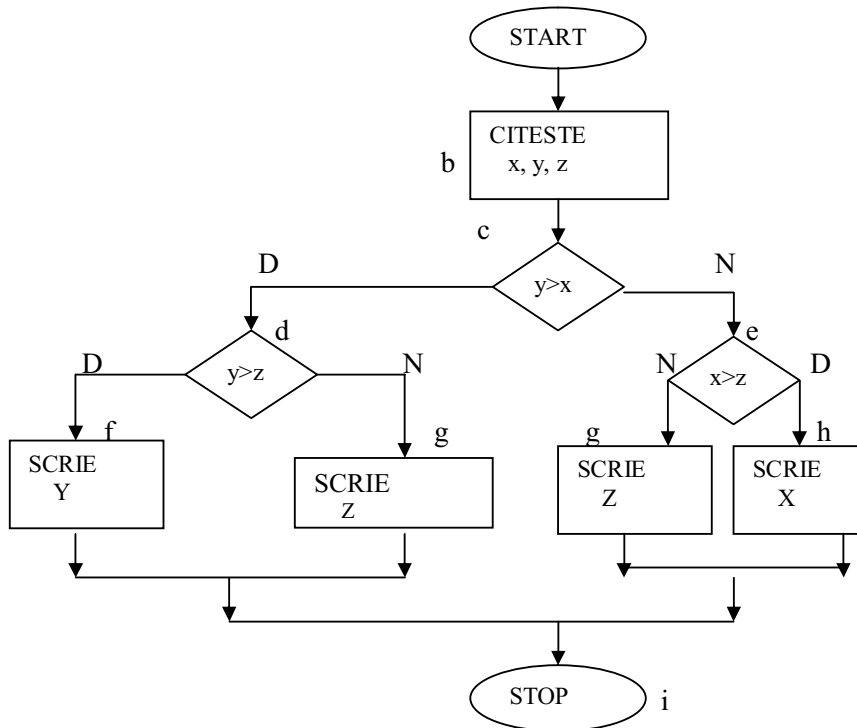 START
CITESTE
x, y, z
b
c
D
N
y>x
d
e
D
y>z
N
N
x>z
D
f
g
g
h
SCRIE
Y
SCRIE
Z
SCRIE
Z
SCRIE
X
STOP
i